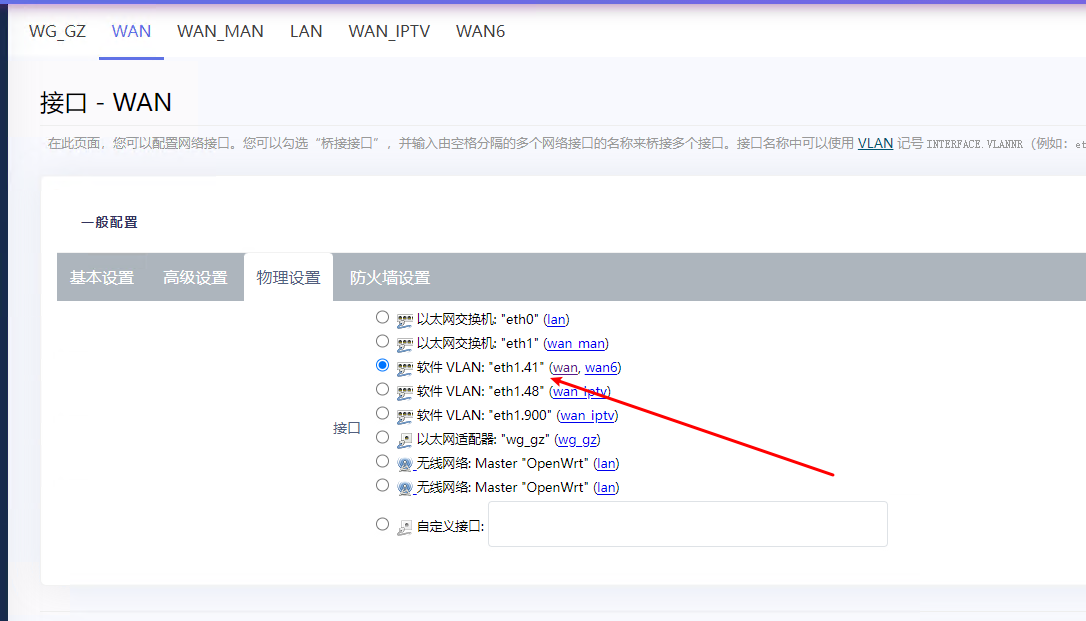 WG_GZ WAN WAN_MAN LAN WAN_IPTV WAN6
接口 - WAN
在此页面，您可以配置网络接口。您可以勾选“桥接接口”，并输入由空格分隔的多个网络接口的名称来桥接多个接口。接口名称中可以使用 VLAN 记号 INTERFACE.VLANNR（例如：et
一般配置
基本设置 高级设置 物理设置 防火墙设置
以太网交换机: "eth0" (lan)
以太网交换机: "eth1" (wan_man)
软件 VLAN: "eth1.41" (wan, wan6)
软件 VLAN: "eth1.48" (wan_iptv)
软件 VLAN: "eth1.900" (wan_iptv)
接口
以太网适配器: "wg_gz" (wg_gz)
无线网络: Master "OpenWrt" (lan)
无线网络: Master "OpenWrt" (lan)
自定义接口: